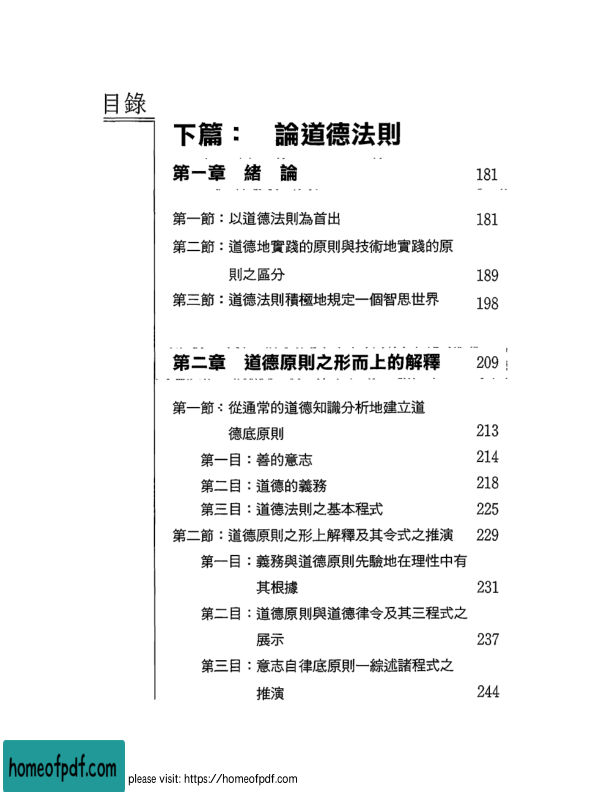 目錄
下篇： 論道德法則
第一章 緒 論 181
第一節：以道德法則為首出 181
第二節：道德地實踐的原則與技術地實踐的原
則之區分 189
第三節：道德法則積極地規定一個智思世界 198
第二章 道德原則之形而上的解釋 209
第一節：從通常的道德知識分析地建立道
德底原則 213
第一目：善的意志 214
第二目：道德的義務 218
第三目：道德法則之基本程式 225
第二節：道德原則之形上解釋及其令式之推演 229
第一目：義務與道德原則先驗地在理性中有
其根據 231
第二目：道德原則與道德律令及其三程式之
展示 237
第三目：意志自律底原則－綜述諸程式之
推演 244
homeofpdf.com
please visit: https://homeofpdf.com